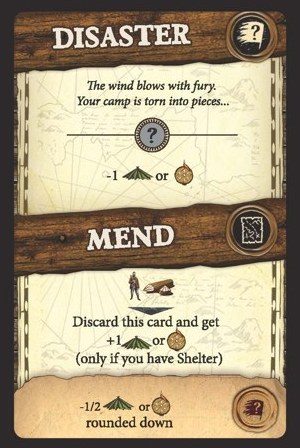 DISASTER
?
The wind blows with fury.
Your camp is torn into pieces...
?
-1 or
MEND
Discard this card and get
+1 or
(only if you have Shelter)
-1/2 or
?
rounded down